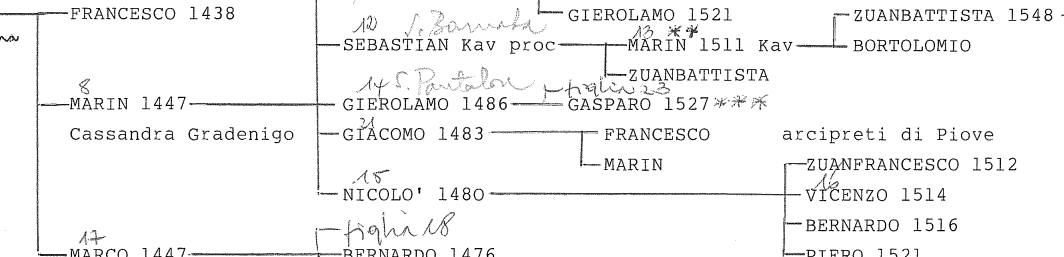 FRANCESCO 1438
GIEROLAMO 1521
ZUANBATTISTA 1548
12 S. Barnaba
13 **
SEBASTIAN Kav proc
MARIN 1511 Kav
BORTOLOMIO
ZUANBATTISTA
8
14 S. Pantalon
figlia 23
MARIN 1447
GIEROLAMO 1486
GASPARO 1527 ***
21
Cassandra Gradenigo
GIACOMO 1483
FRANCESCO
arcipreti di Piove
MARIN
ZUANFRANCESCO 1512
15
16
NICOLO' 1480
VICENZO 1514
figlia 18
BERNARDO 1516
17
MARCO 1447
BERNARDO 1476
PIERO 1521